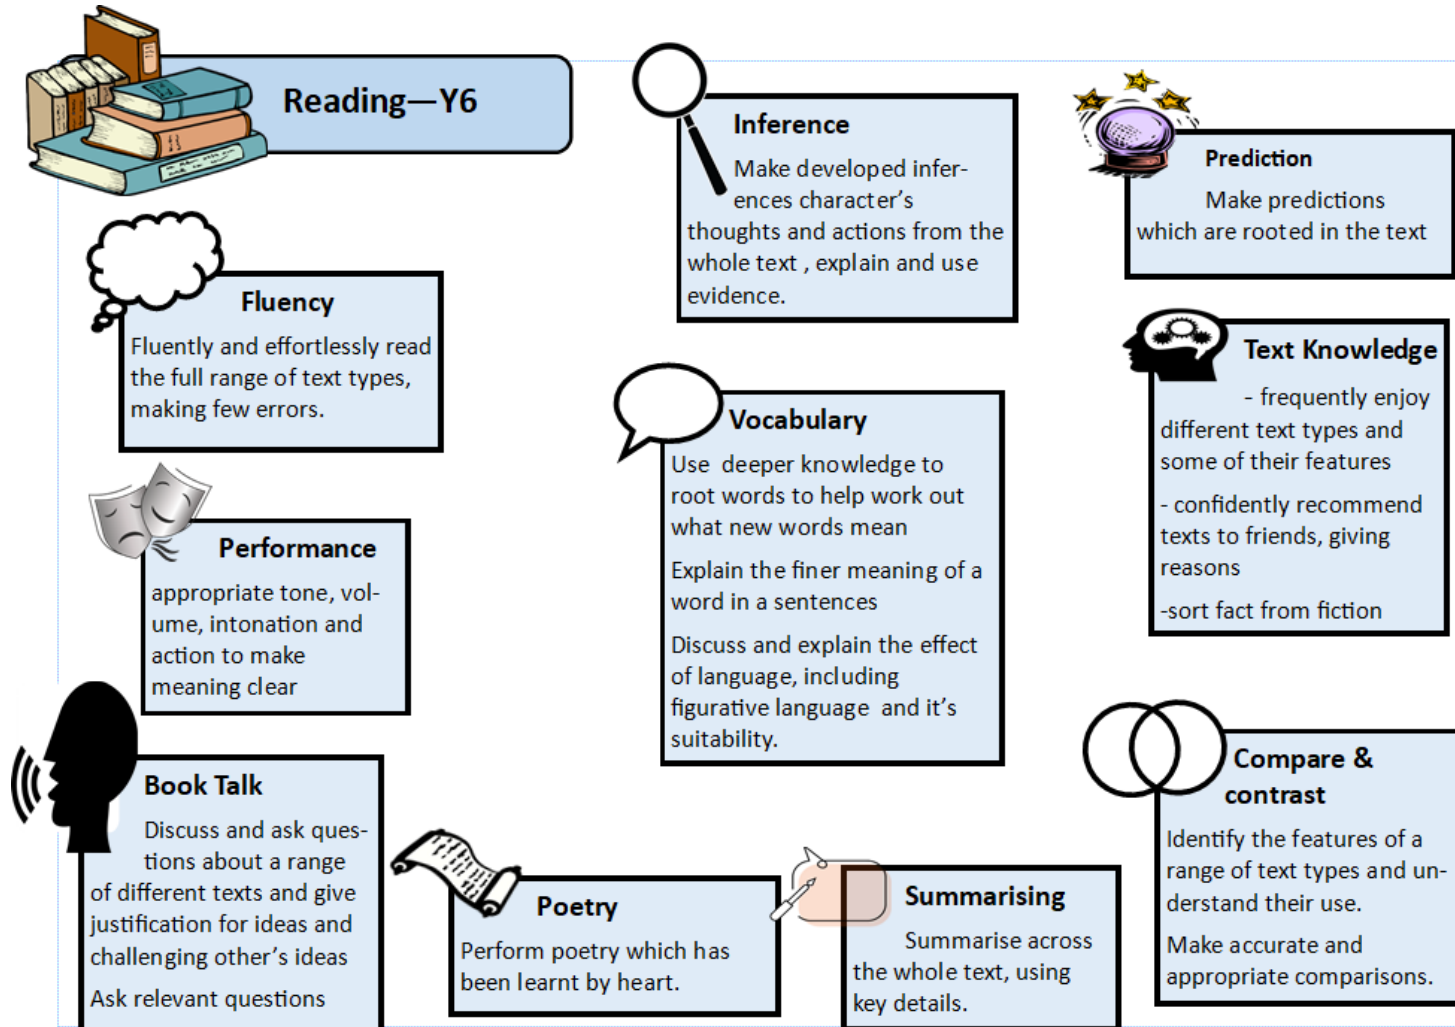 Reading—Y6
Fluency
Fluently and effortlessly read
the full range of text types,
making few errors.
Performance
appropriate tone, vol-
ume, intonation and
action to make
meaning clear
Book Talk
Discuss and ask ques-
tions about a range
of different texts and give
justification for ideas and
challenging other's ideas
Ask relevant questions
Poetry
Perform poetry which has
been learnt by heart.
Inference
Make developed infer-
ences character's
thoughts and actions from the
whole text , explain and use
evidence.
Vocabulary
Use  deeper knowledge to
root words to help work out
what new words mean
Explain the finer meaning of a
word in a sentences
Discuss and explain the effect
of language, including
figurative language  and it's
suitability.
Summarising
Summarise across
the whole text, using
key details.
Prediction
Make predictions
which are rooted in the text
Text Knowledge
- frequently enjoy
different text types and
some of their features
- confidently recommend
texts to friends, giving
reasons
-sort fact from fiction
Compare &
contrast
Identify the features of a
range of text types and un-
derstand their use.
Make accurate and
appropriate comparisons.